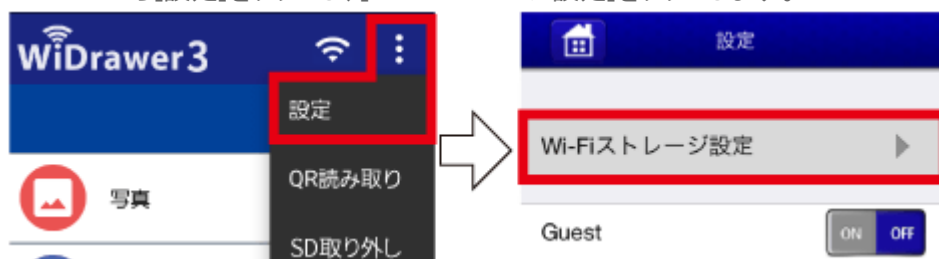 WiDrawer3
設定
QR読み取り
SD取り外し
写真
設定
Wi-Fiストレージ設定
Guest
ON OFF